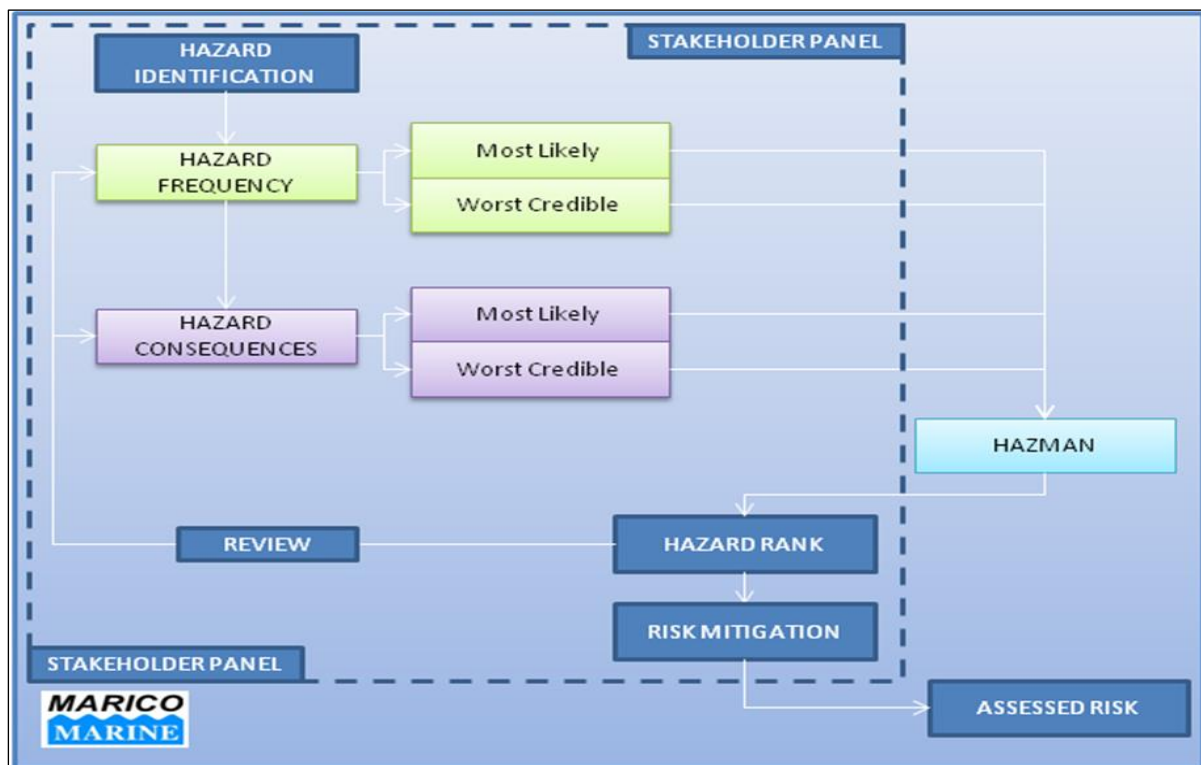 STAKEHOLDER PANEL
HAZARD
IDENTIFICATION
HAZARD
FREQUENCY
Most Likely
Worst Credible
HAZARD
CONSEQUENCES
Most Likely
Worst Credible
HAZMAN
REVIEW
HAZARD RANK
RISK MITIGATION
STAKEHOLDER PANEL
ASSESSED RISK
MARICO
MARINE